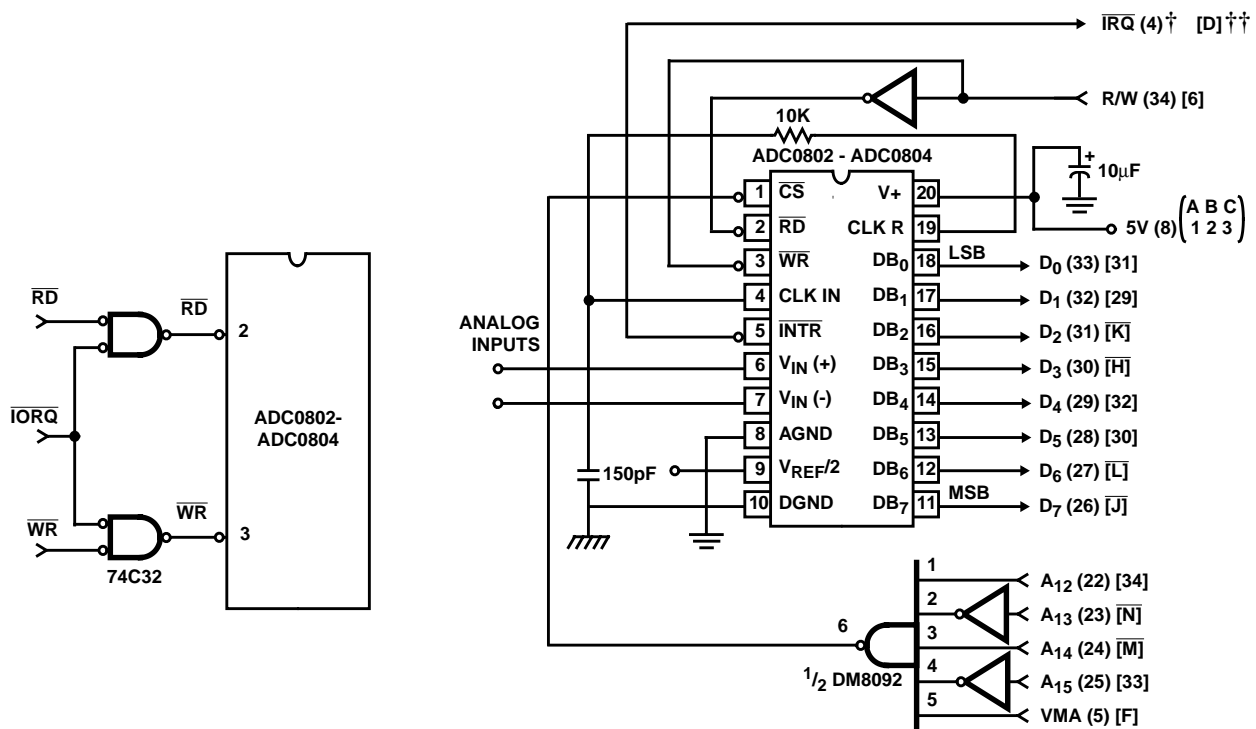 RD
RD
2
IORQ
ADC0802-
ADC0804
WR
WR
3
74C32
IRQ (4)† [D]††
R/W (34) [6]
10K
ADC0802 - ADC0804
+
10μF
5V (8) (A B C
1 2 3)
ANALOG
INPUTS
1 CS
2 RD
3 WR
4 CLK IN
5 INTR
6 VIN (+)
7 VIN (-)
8 AGND
9 VREF/2
10 DGND
150pF
V+ 20
CLK R 19
DB0 18 LSB D0 (33) [31]
DB1 17 D1 (32) [29]
DB2 16 D2 (31) [K]
DB3 15 D3 (30) [H]
DB4 14 D4 (29) [32]
DB5 13 D5 (28) [30]
DB6 12 D6 (27) [L]
DB7 11 MSB D7 (26) [J]
1 A12 (22) [34]
2 A13 (23) [N]
3 A14 (24) [M]
4 A15 (25) [33]
5 VMA (5) [F]
6
1/2 DM8092